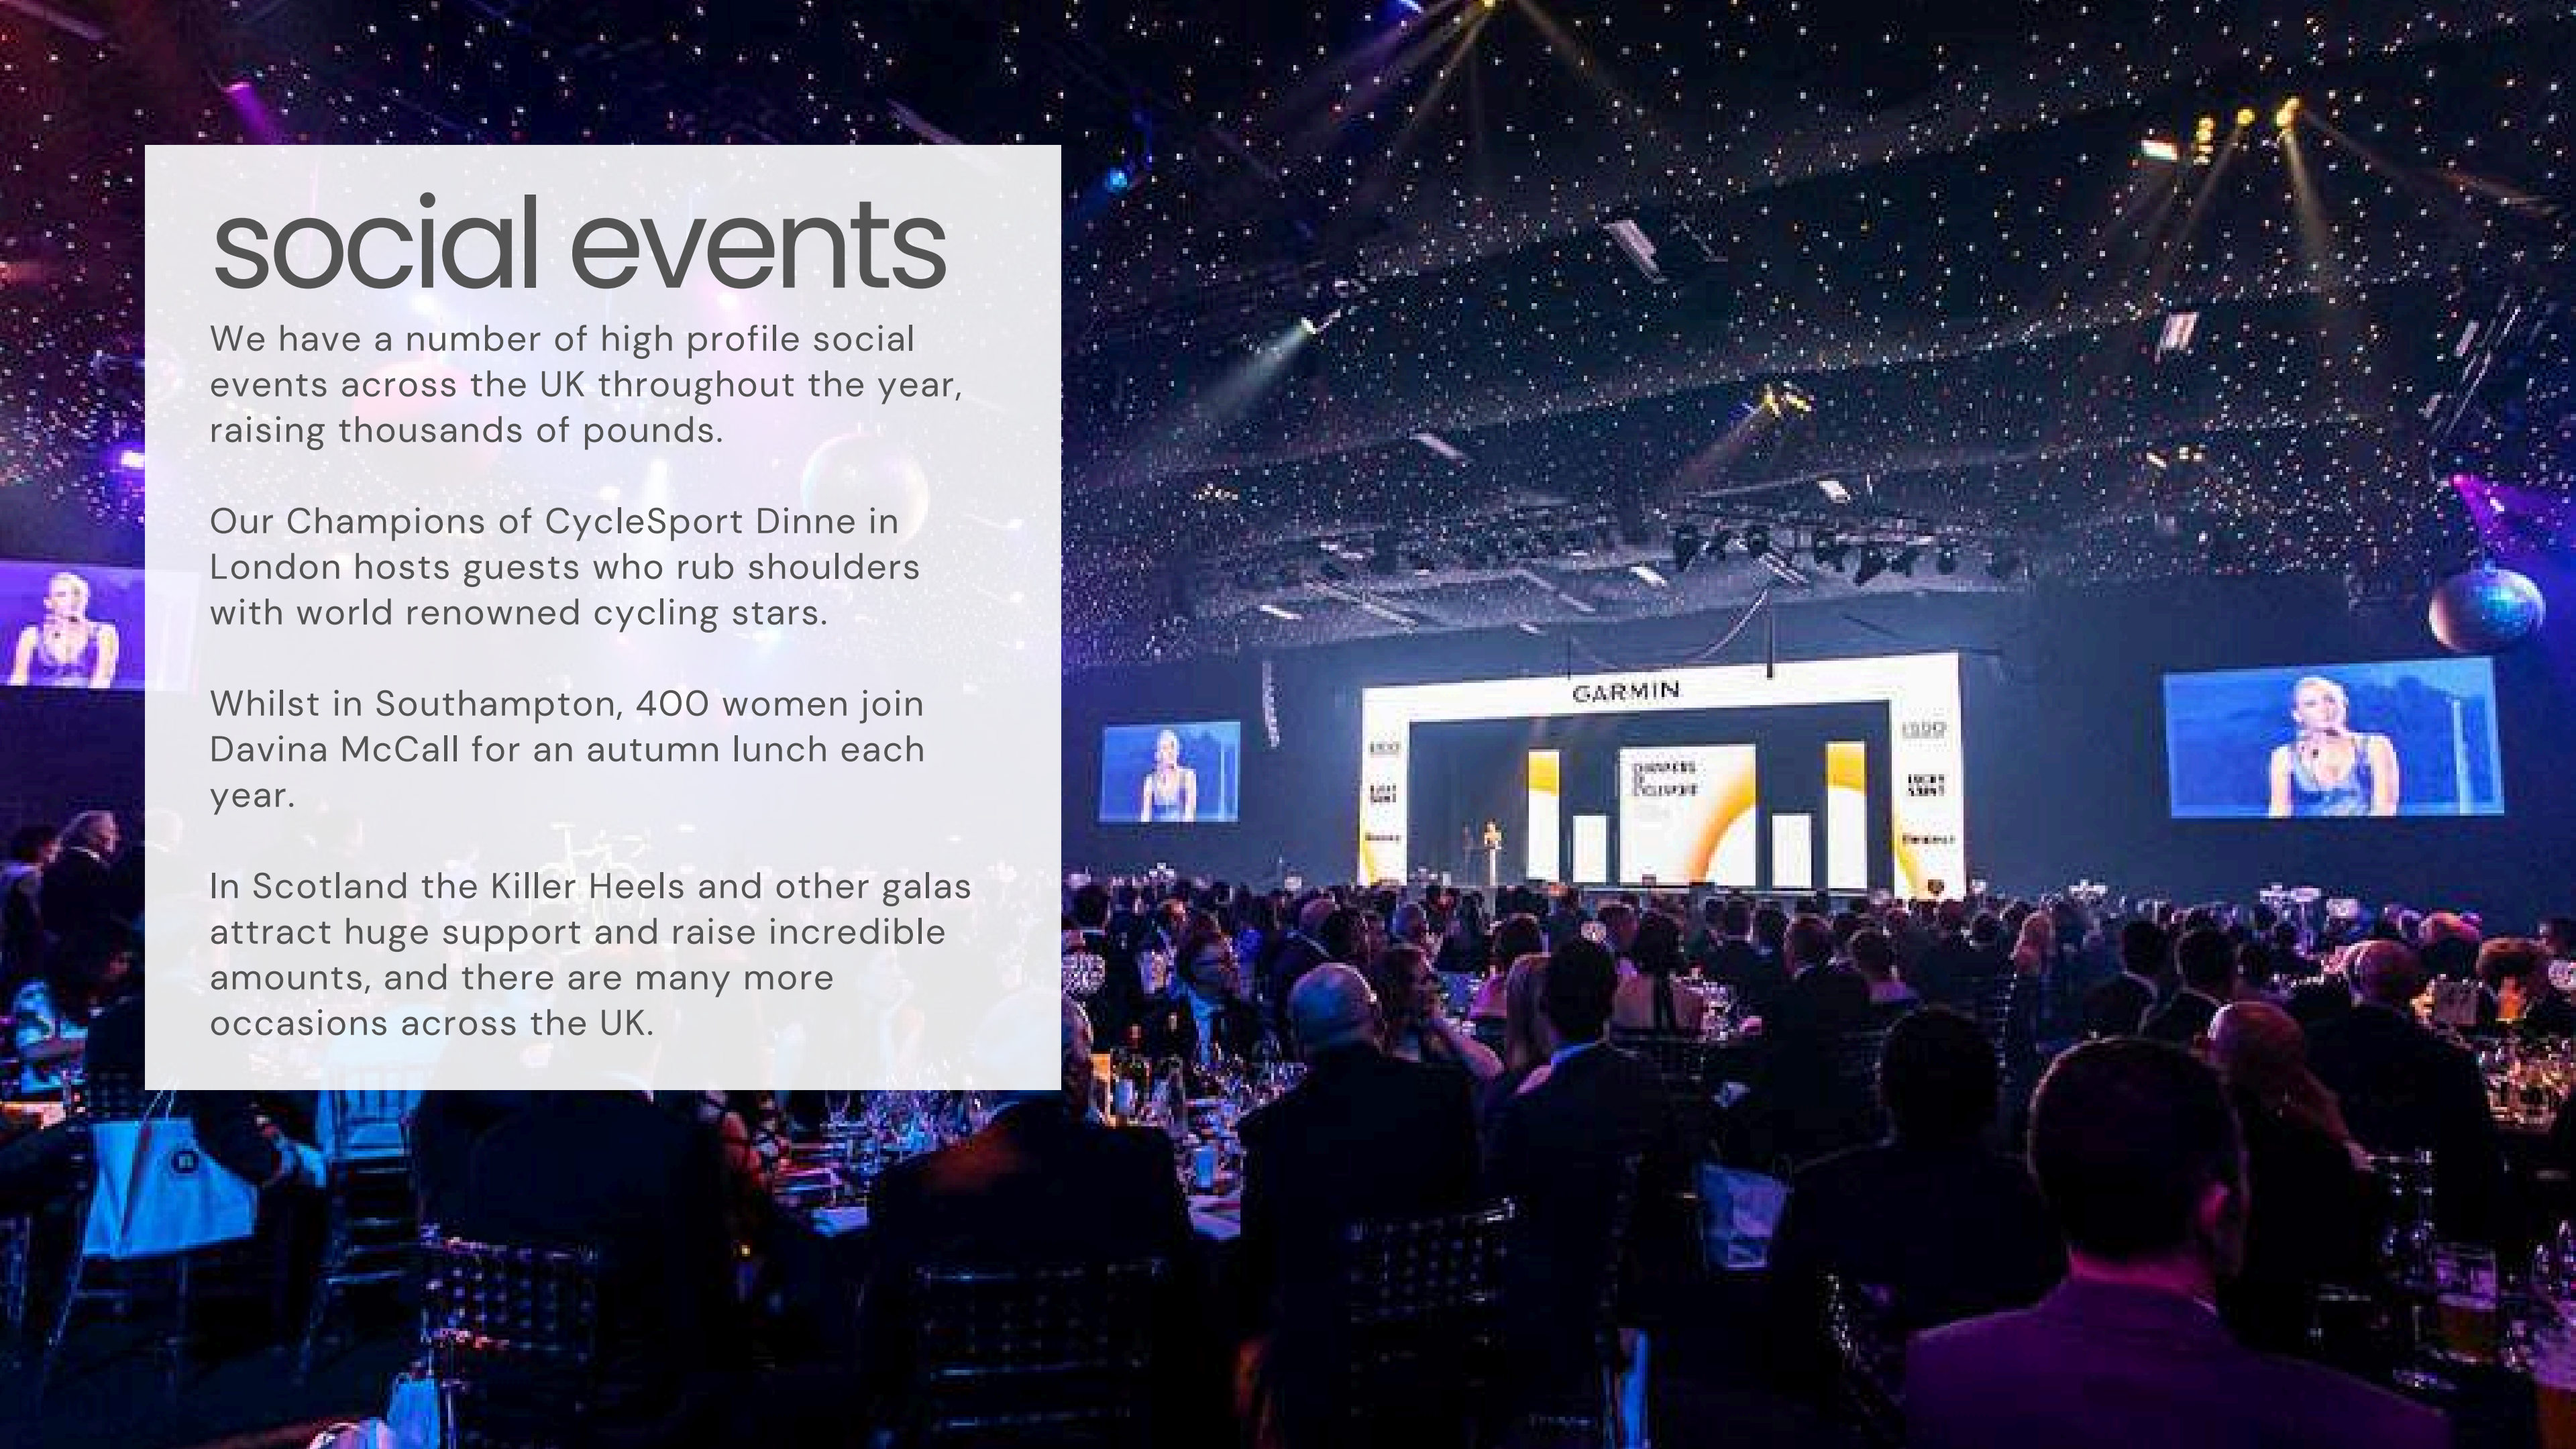 social events
We have a number of high profile social
events across the UK throughout the year,
raising thousands of pounds.
Our Champions of CycleSport Dinne in
London hosts guests who rub shoulders
with world renowned cycling stars.
Whilst in Southampton, 400 women join
Davina McCall for an autumn lunch each
year.
In Scotland the Killer Heels and other galas
attract huge support and raise incredible
amounts, and there are many more
occasions across the UK.
GARMIN